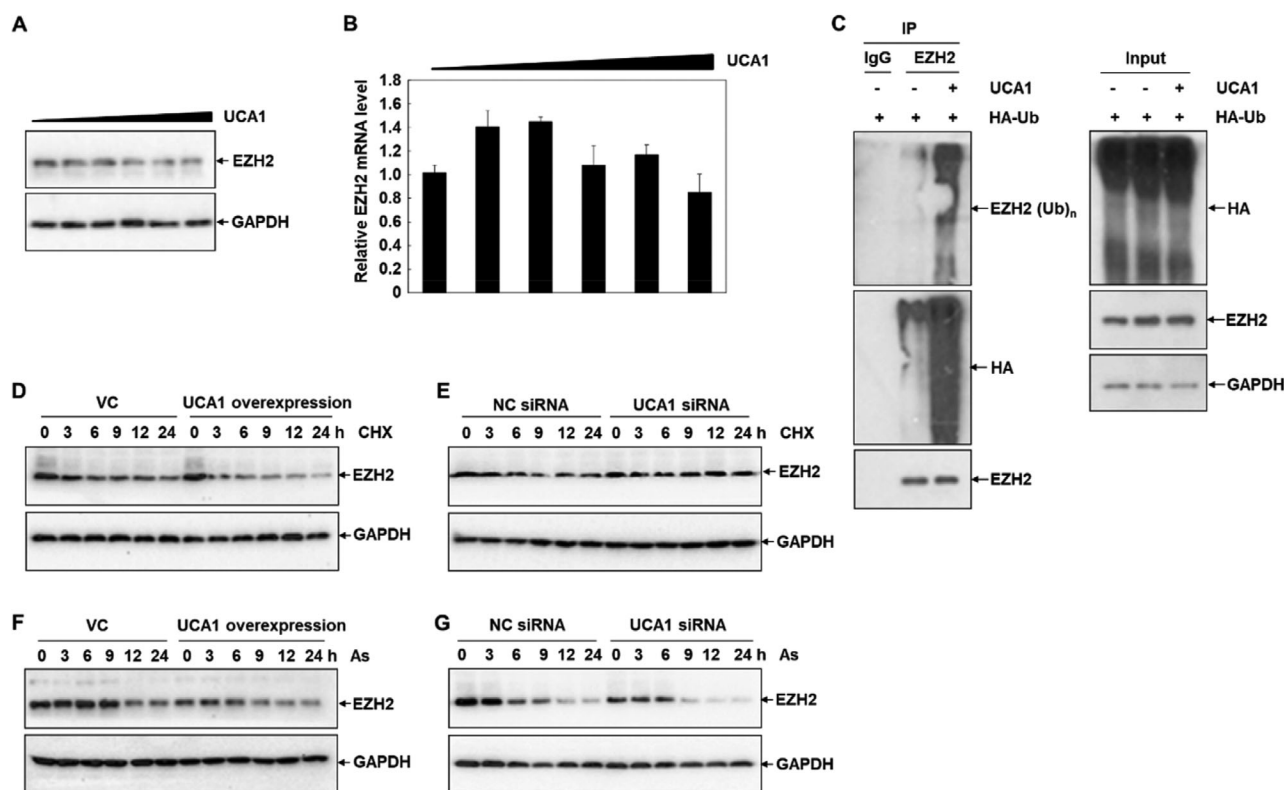 A
UCA1
EZH2
GAPDH
B
UCA1
Relative EZH2 mRNA level
1.8
1.6
1.4
1.2
1.0
0.8
0.6
0.4
0.2
0
C
IP
IgG EZH2
- - + UCA1
+ + + HA-Ub
EZH2 (Ub)n
HA
EZH2
Input
- - + UCA1
+ + + HA-Ub
HA
EZH2
GAPDH
D
VC UCA1 overexpression
0 3 6 9 12 24 0 3 6 9 12 24 h CHX
EZH2
GAPDH
E
NC siRNA UCA1 siRNA
0 3 6 9 12 24 0 3 6 9 12 24 h CHX
EZH2
GAPDH
F
VC UCA1 overexpression
0 3 6 9 12 24 0 3 6 9 12 24 h As
EZH2
GAPDH
G
NC siRNA UCA1 siRNA
0 3 6 9 12 24 0 3 6 9 12 24 h As
EZH2
GAPDH